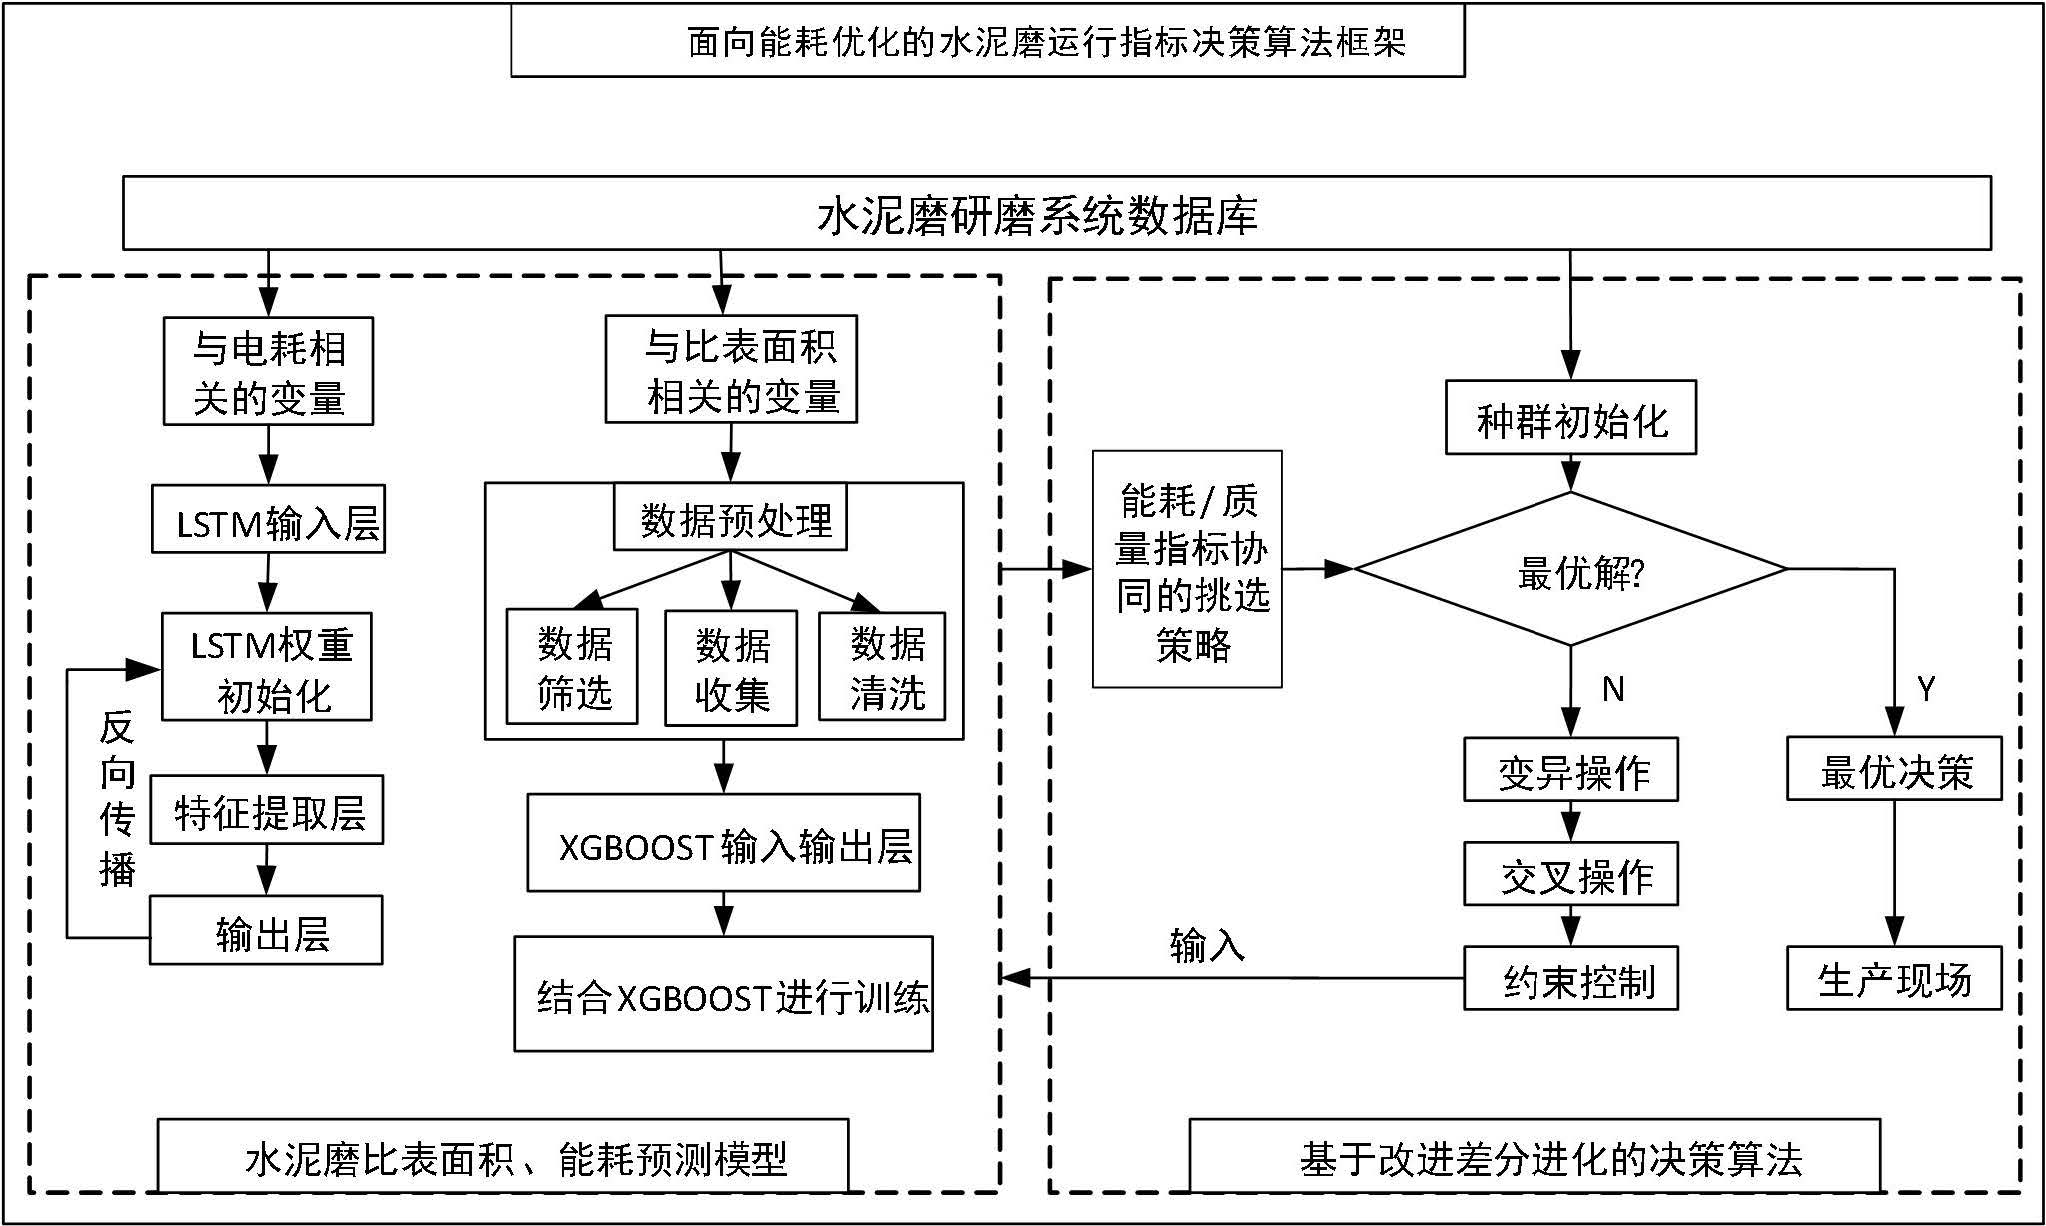 面向能耗优化的水泥磨运行指标决策算法框架
水泥磨研磨系统数据库
与电耗相
关的变量
LSTM输入层
LSTM权重
初始化
特征提取层
输出层
反
向
传
播
与比表面积
相关的变量
数据预处理
数据
筛选
数据
收集
数据
清洗
XGBOOST输入输出层
结合XGBOOST进行训练
水泥磨比表面积、能耗预测模型
能耗/质
量指标协
同的挑选
策略
种群初始化
最优解?
N
Y
变异操作
交叉操作
约束控制
输入
最优决策
生产现场
基于改进差分进化的决策算法